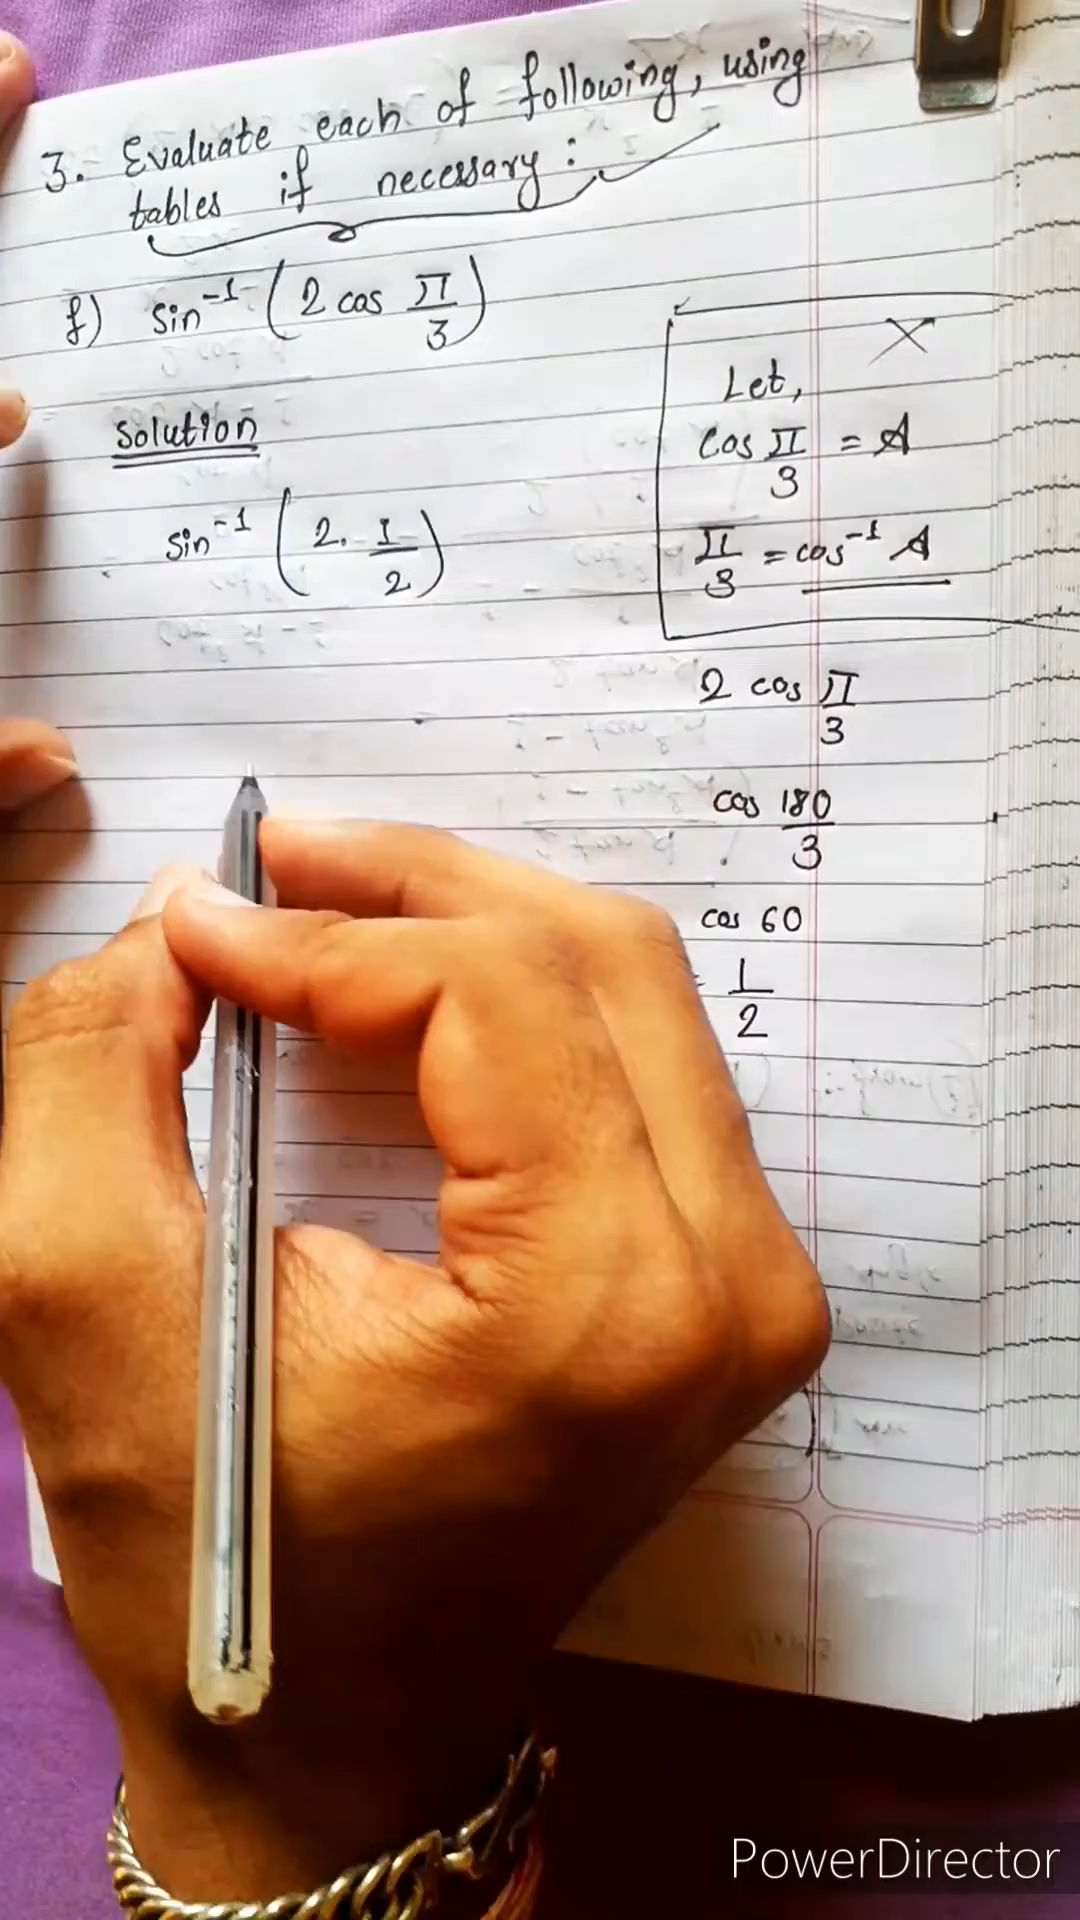 3. Evaluate each of following, using
tables if necessary:
f) sin⁻¹ (2 cos π/3)
Solution
sin⁻¹ (2. 1/2)
X
Let,
cos π/3 = A
π/3 = cos⁻¹ A
2 cos π/3
cos 180/3
cos 60
1/2
PowerDirector